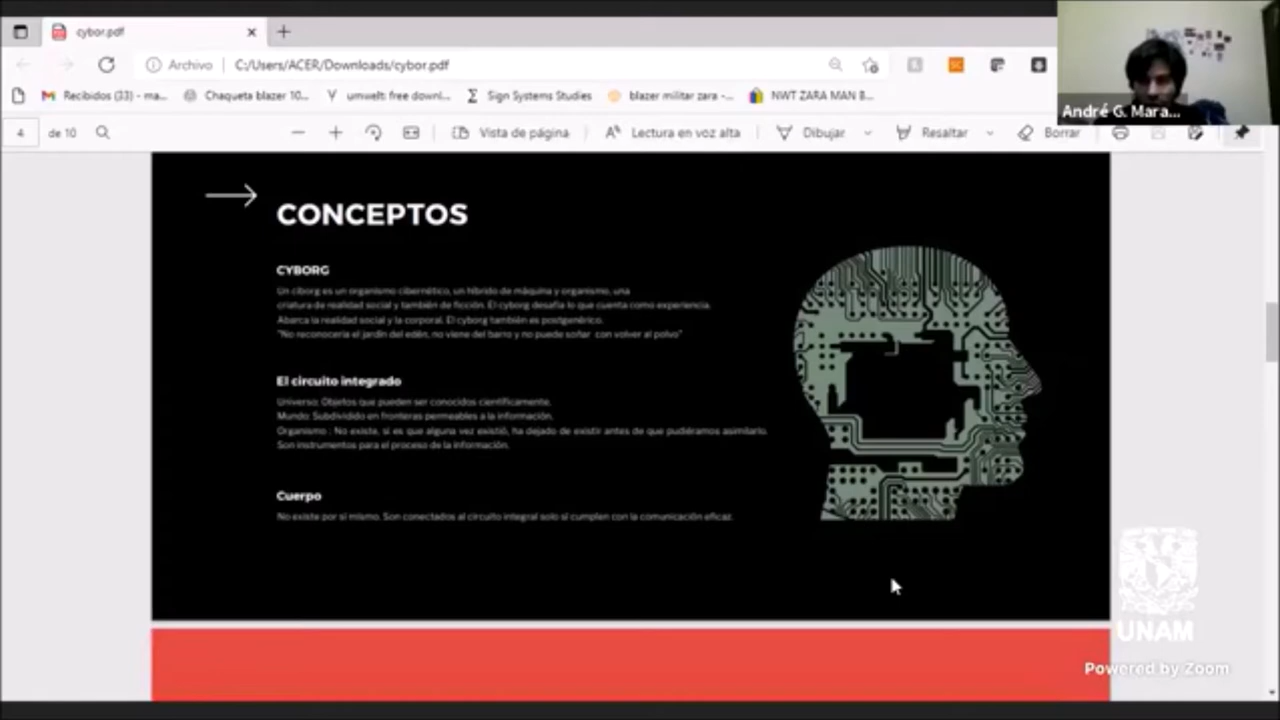 cybor.pdf
Archivo
C:/Users/ACER/Downloads/cybor.pdf
Recibidos (33) - ma...
Chaqueta blazer 10...
umwelt: free downl...
Sign Systems Studies
blazer militar zara -...
NWT ZARA MAN B...
André G. Mara...
4 de 10
Vista de página
Lectura en voz alta
Dibujar
Resaltar
Borrar
CONCEPTOS
CYBORG
Un ciborg es un organismo cibernético, un híbrido de máquina y organismo, una
criatura de realidad social y también de ficción. El cyborg desafía lo que cuenta como experiencia.
Abarca la realidad social y la corporal. El cyborg también es postgenérico.
"No reconocería el jardín del edén, no viene del barro y no puede soñar con volver al polvo"
El circuito integrado
Universo: Objetos que pueden ser conocidos científicamente.
Mundo: Subdividido en fronteras permeables a la información.
Organismo : No existe, si es que alguna vez existió, ha dejado de existir antes de que pudiéramos asimilarlo.
Son instrumentos para el proceso de la información.
Cuerpo
No existe por sí mismo. Son conectados al circuito integral solo si cumplen con la comunicación eficaz.
UNAM
Powered by Zoom